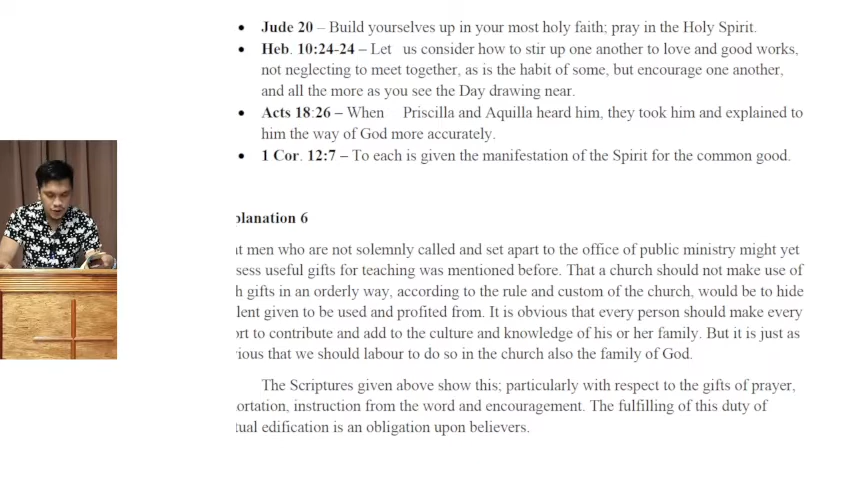 • Jude 20 – Build yourselves up in your most holy faith; pray in the Holy Spirit.
• Heb. 10:24-24 – Let us consider how to stir up one another to love and good works,
not neglecting to meet together, as is the habit of some, but encourage one another,
and all the more as you see the Day drawing near.
• Acts 18:26 – When Priscilla and Aquilla heard him, they took him and explained to
him the way of God more accurately.
• 1 Cor. 12:7 – To each is given the manifestation of the Spirit for the common good.
planation 6
at men who are not solemnly called and set apart to the office of public ministry might yet
sess useful gifts for teaching was mentioned before. That a church should not make use of
h gifts in an orderly way, according to the rule and custom of the church, would be to hide
lent given to be used and profited from. It is obvious that every person should make every
ort to contribute and add to the culture and knowledge of his or her family. But it is just as
ious that we should labour to do so in the church also the family of God.
The Scriptures given above show this; particularly with respect to the gifts of prayer,
ortation, instruction from the word and encouragement. The fulfilling of this duty of
tual edification is an obligation upon believers.